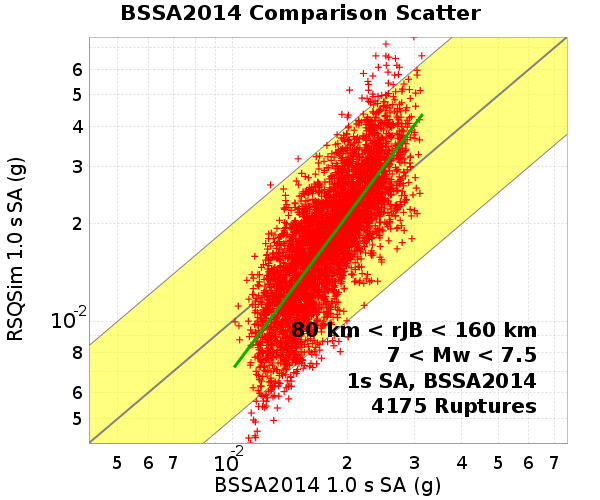 BSSA2014 Comparison Scatter
RSQSim 1.0 s SA (g)
6
5
4
3
2
10-2
8
6
5
80 km < rJB < 160 km
7 < Mw < 7.5
1s SA, BSSA2014
4175 Ruptures
5 6 7 10-2 2 3 4 5 6 7
BSSA2014 1.0 s SA (g)